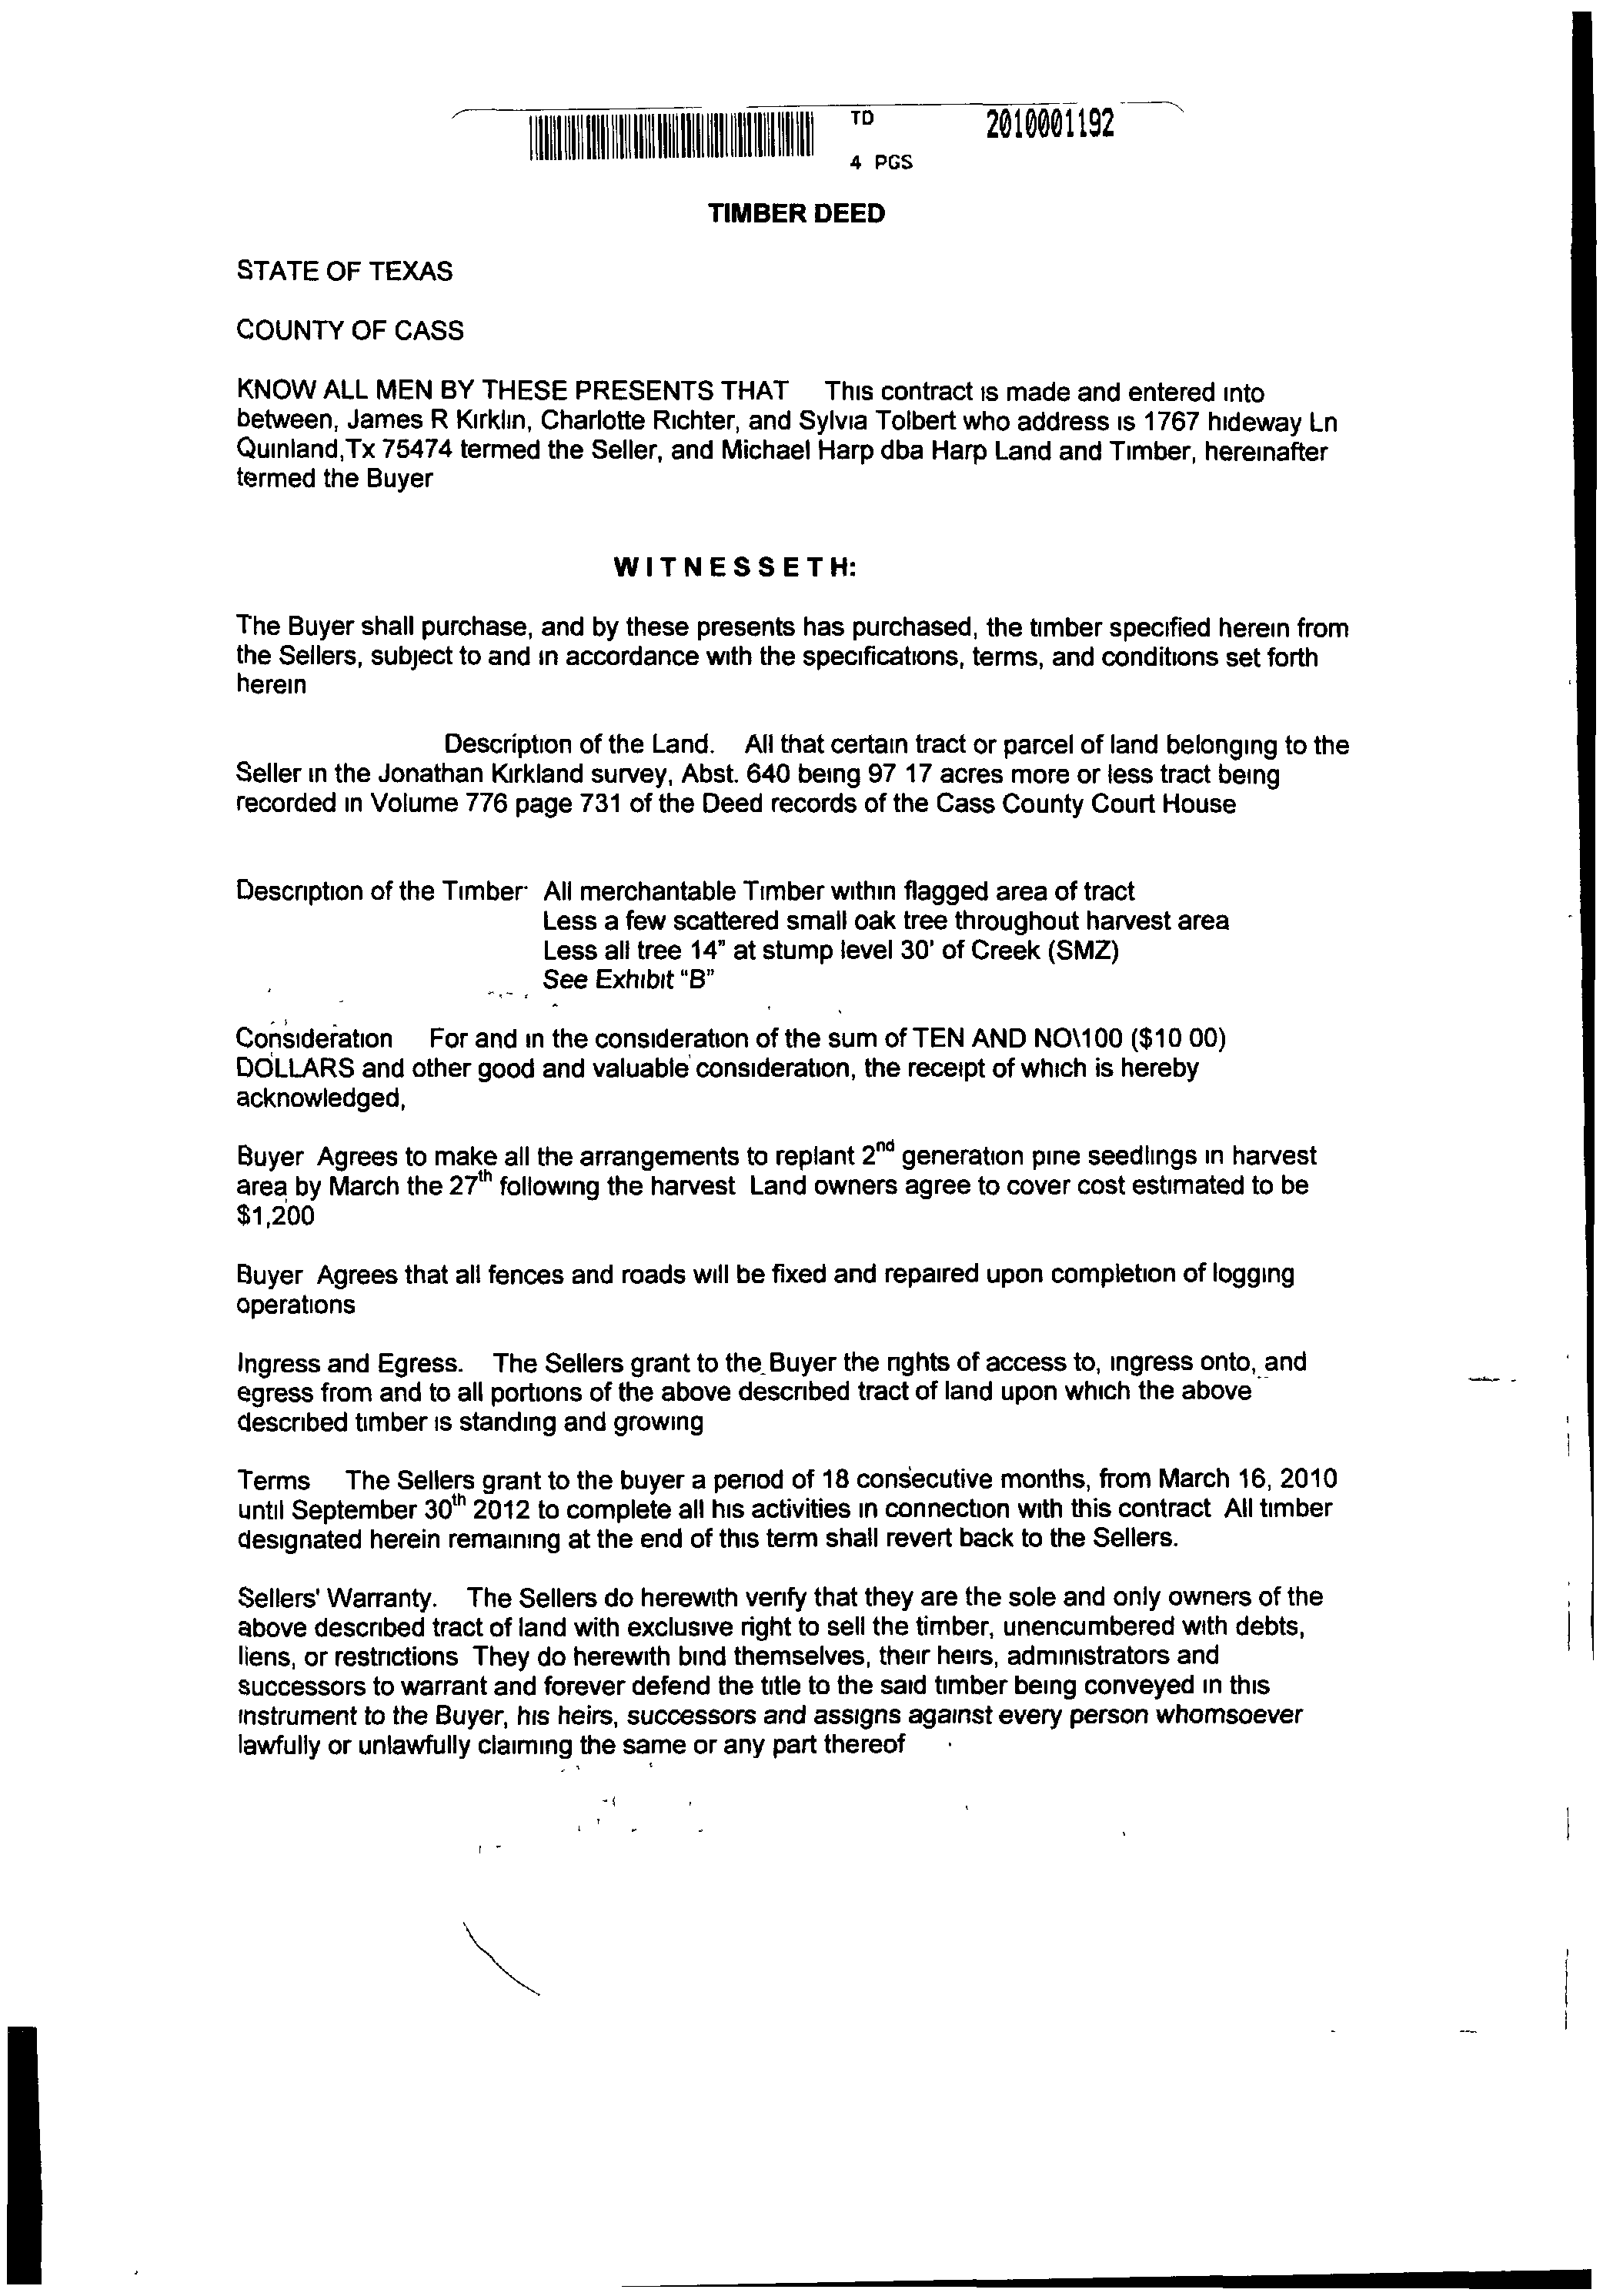 TD 2010001192
4 PGS
TIMBER DEED
STATE OF TEXAS
COUNTY OF CASS
KNOW ALL MEN BY THESE PRESENTS THAT This contract is made and entered into
between, James R Kirklin, Charlotte Richter, and Sylvia Tolbert who address is 1767 hideway Ln
Quinland,Tx 75474 termed the Seller, and Michael Harp dba Harp Land and Timber, hereinafter
termed the Buyer
WITNESSETH:
The Buyer shall purchase, and by these presents has purchased, the timber specified herein from
the Sellers, subject to and in accordance with the specifications, terms, and conditions set forth
herein
Description of the Land. All that certain tract or parcel of land belonging to the
Seller in the Jonathan Kirkland survey, Abst. 640 being 97 17 acres more or less tract being
recorded in Volume 776 page 731 of the Deed records of the Cass County Court House
Description of the Timber· All merchantable Timber within flagged area of tract
Less a few scattered small oak tree throughout harvest area
Less all tree 14" at stump level 30' of Creek (SMZ)
See Exhibit “B”
Consideration For and in the consideration of the sum of TEN AND NO\100 ($10 00)
DOLLARS and other good and valuable consideration, the receipt of which is hereby
acknowledged,
Buyer Agrees to make all the arrangements to replant 2nd generation pine seedlings in harvest
area by March the 27th following the harvest Land owners agree to cover cost estimated to be
$1,200
Buyer Agrees that all fences and roads will be fixed and repaired upon completion of logging
operations
Ingress and Egress. The Sellers grant to the Buyer the rights of access to, ingress onto, and
egress from and to all portions of the above described tract of land upon which the above
described timber is standing and growing
Terms The Sellers grant to the buyer a period of 18 consecutive months, from March 16, 2010
until September 30th 2012 to complete all his activities in connection with this contract All timber
designated herein remaining at the end of this term shall revert back to the Sellers.
Sellers' Warranty. The Sellers do herewith verify that they are the sole and only owners of the
above described tract of land with exclusive right to sell the timber, unencumbered with debts,
liens, or restrictions They do herewith bind themselves, their heirs, administrators and
successors to warrant and forever defend the title to the said timber being conveyed in this
instrument to the Buyer, his heirs, successors and assigns against every person whomsoever
lawfully or unlawfully claiming the same or any part thereof